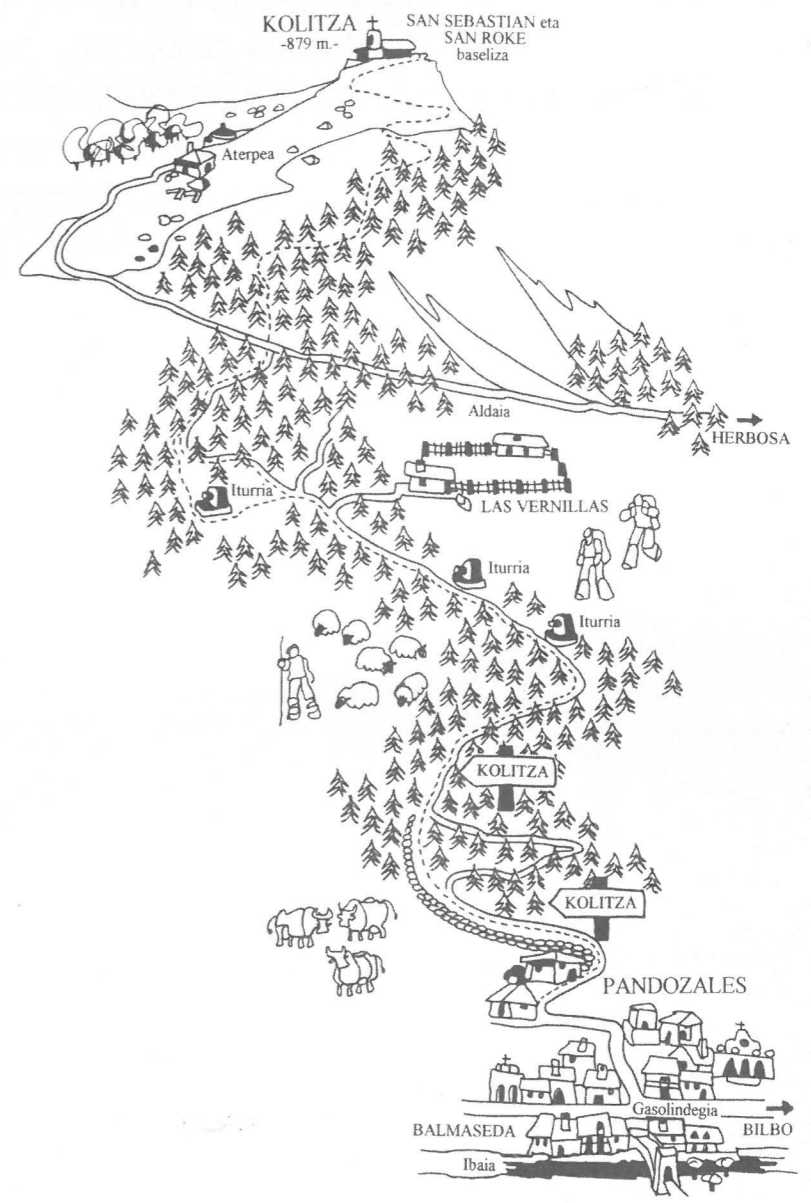 KOLITZA
-879 m.-
SAN SEBASTIAN eta
SAN ROKE
baseliza
Aterpea
Aldaia
HERBOSA
Iturria
LAS VERNILLAS
Iturria
Iturria
KOLITZA
KOLITZA
PANDOZALES
Gasolindegia
BALMASEDA
BILBO
Ibaia